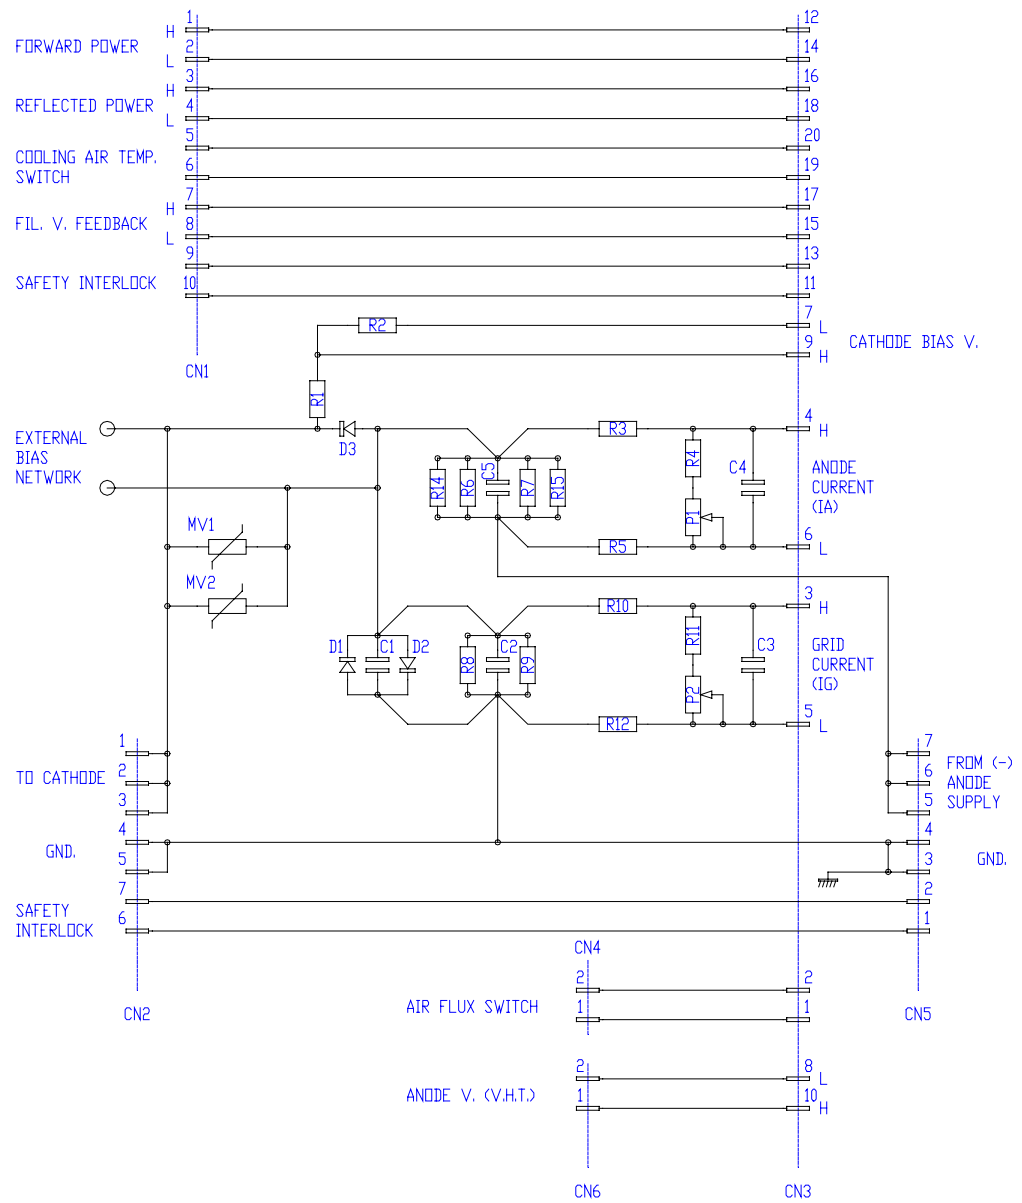 1
12
H
FORWARD POWER
2
14
L
3
16
H
REFLECTED POWER
4
18
L
5
20
COOLING AIR TEMP.
SWITCH
6
19
7
17
H
FIL. V. FEEDBACK
8
15
L
9
13
SAFETY INTERLOCK
10
11
R2
7
L
CATHODE BIAS V.
9
H
CN1
R1
EXTERNAL
BIAS
NETWORK
D3
R3
4
H
R14
R6
C5
R7
R15
R4
C4
P1
ANODE
CURRENT
(IA)
R5
6
L
MV1
MV2
R10
3
H
D1
C1
D2
R8
C2
R9
R11
C3
P2
GRID
CURRENT
(IG)
R12
5
L
1
7
TO CATHODE
2
6
FROM (-)
ANODE
SUPPLY
3
5
4
4
GND.
GND.
5
3
7
2
SAFETY
INTERLOCK
6
1
CN4
CN2
CN5
AIR FLUX SWITCH
2
2
1
1
ANODE V. (V.H.T.)
2
8
L
1
10
H
CN6
CN3